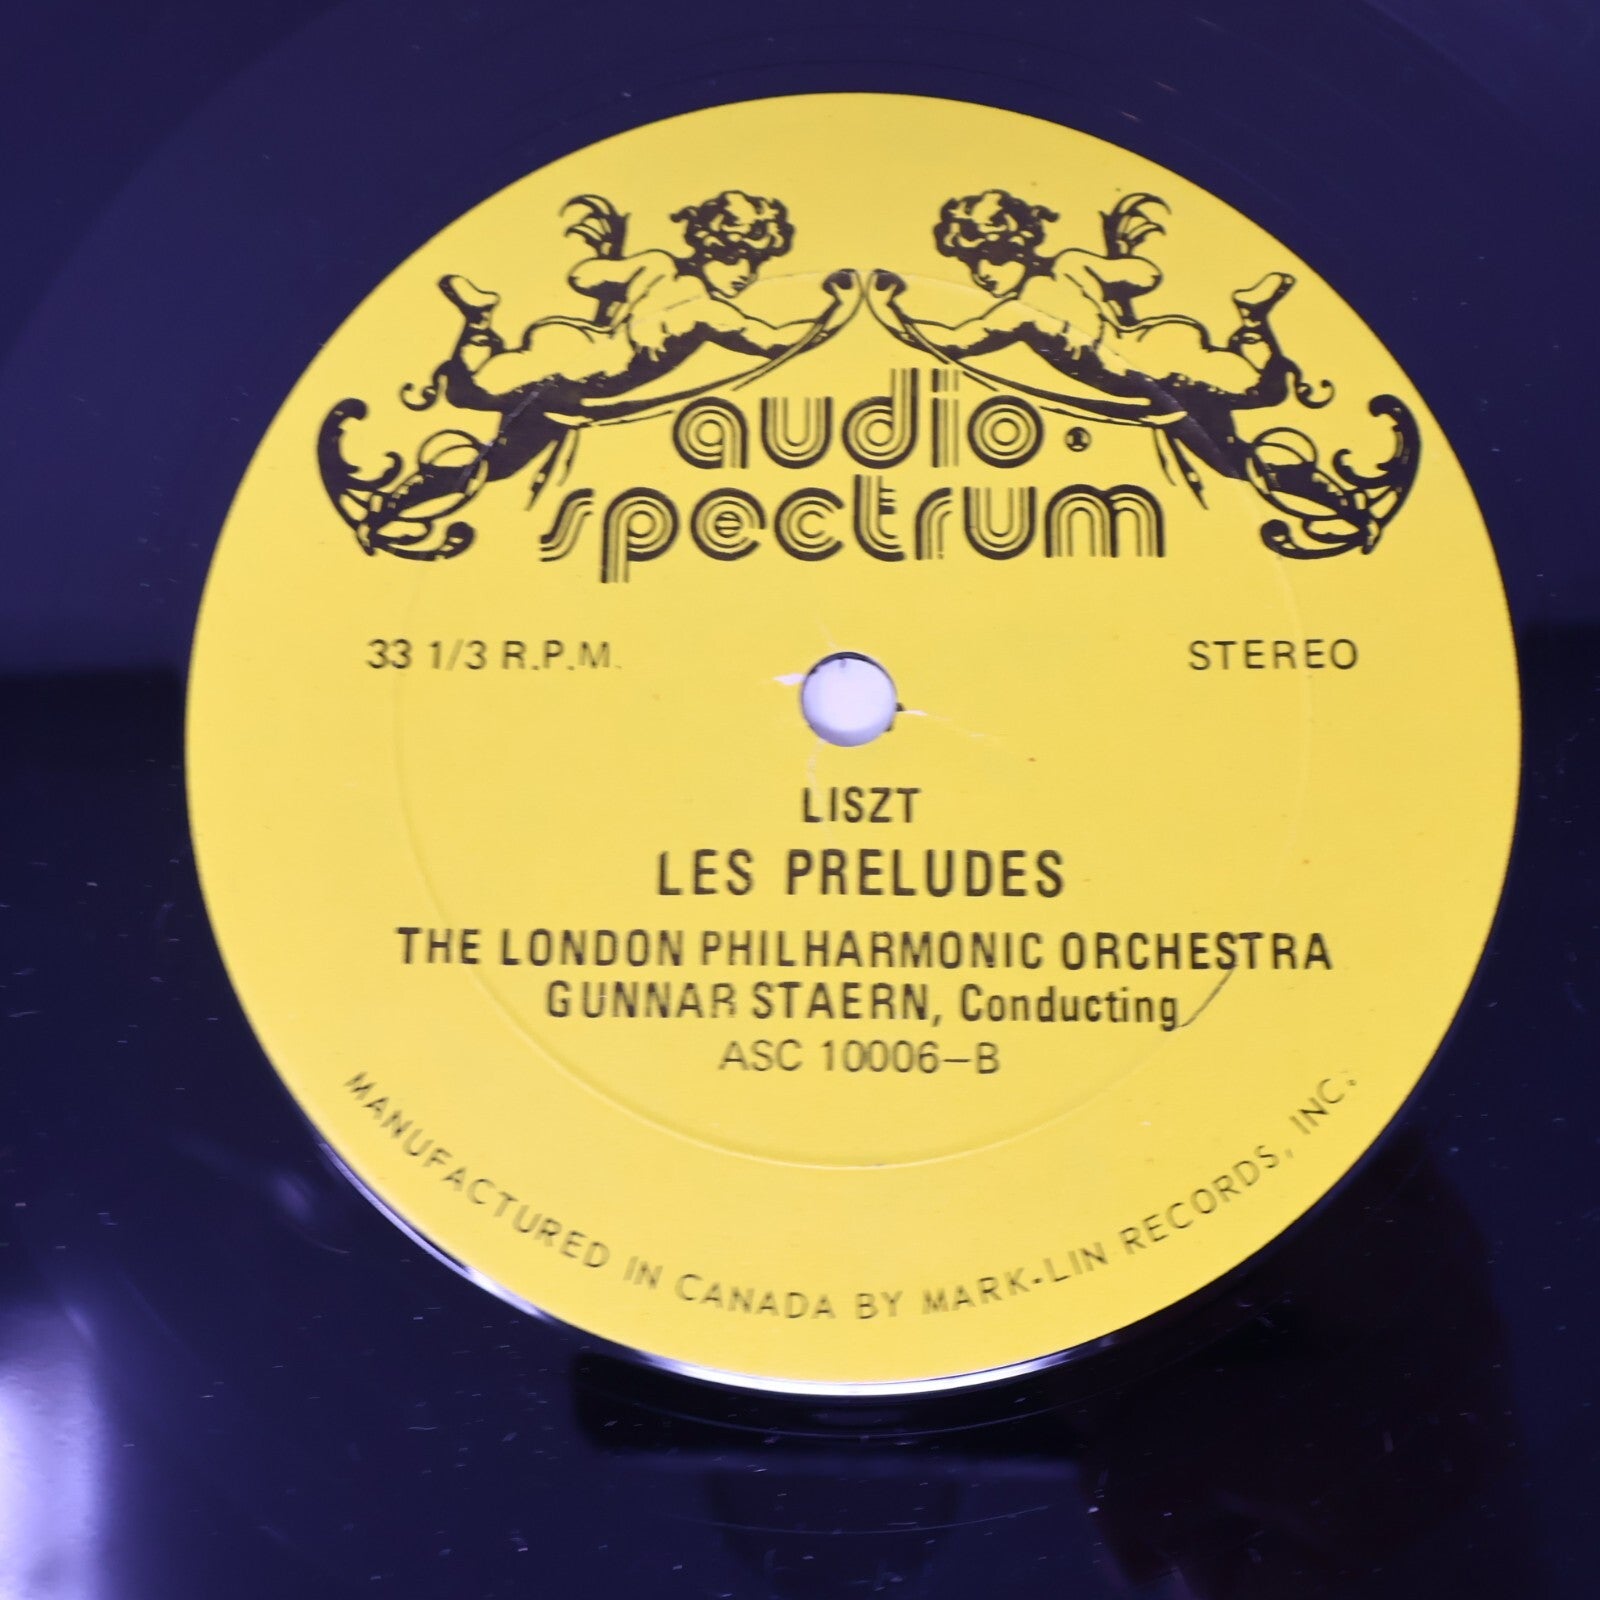 audio.
spectrum
33 1/3 R.P.M.
STEREO
LISZT
LES PRELUDES
THE LONDON PHILHARMONIC ORCHESTRA
GUNNAR STAERN, Conducting
ASC 10006-B
MANUFACTURED IN CANADA BY MARK-LIN RECORDS, INC.